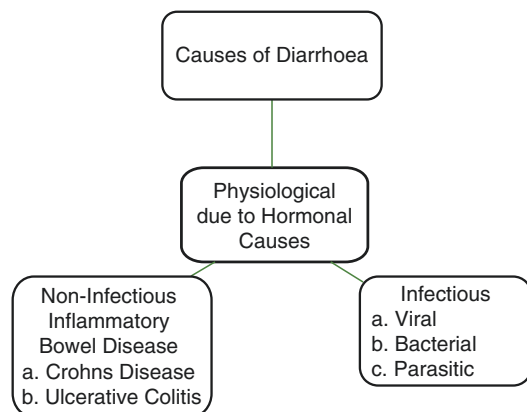 Causes of Diarrhoea
Physiological
due to Hormonal
Causes
Non-Infectious
Inflammatory
Bowel Disease
a. Crohns Disease
b. Ulcerative Colitis
Infectious
a. Viral
b. Bacterial
c. Parasitic